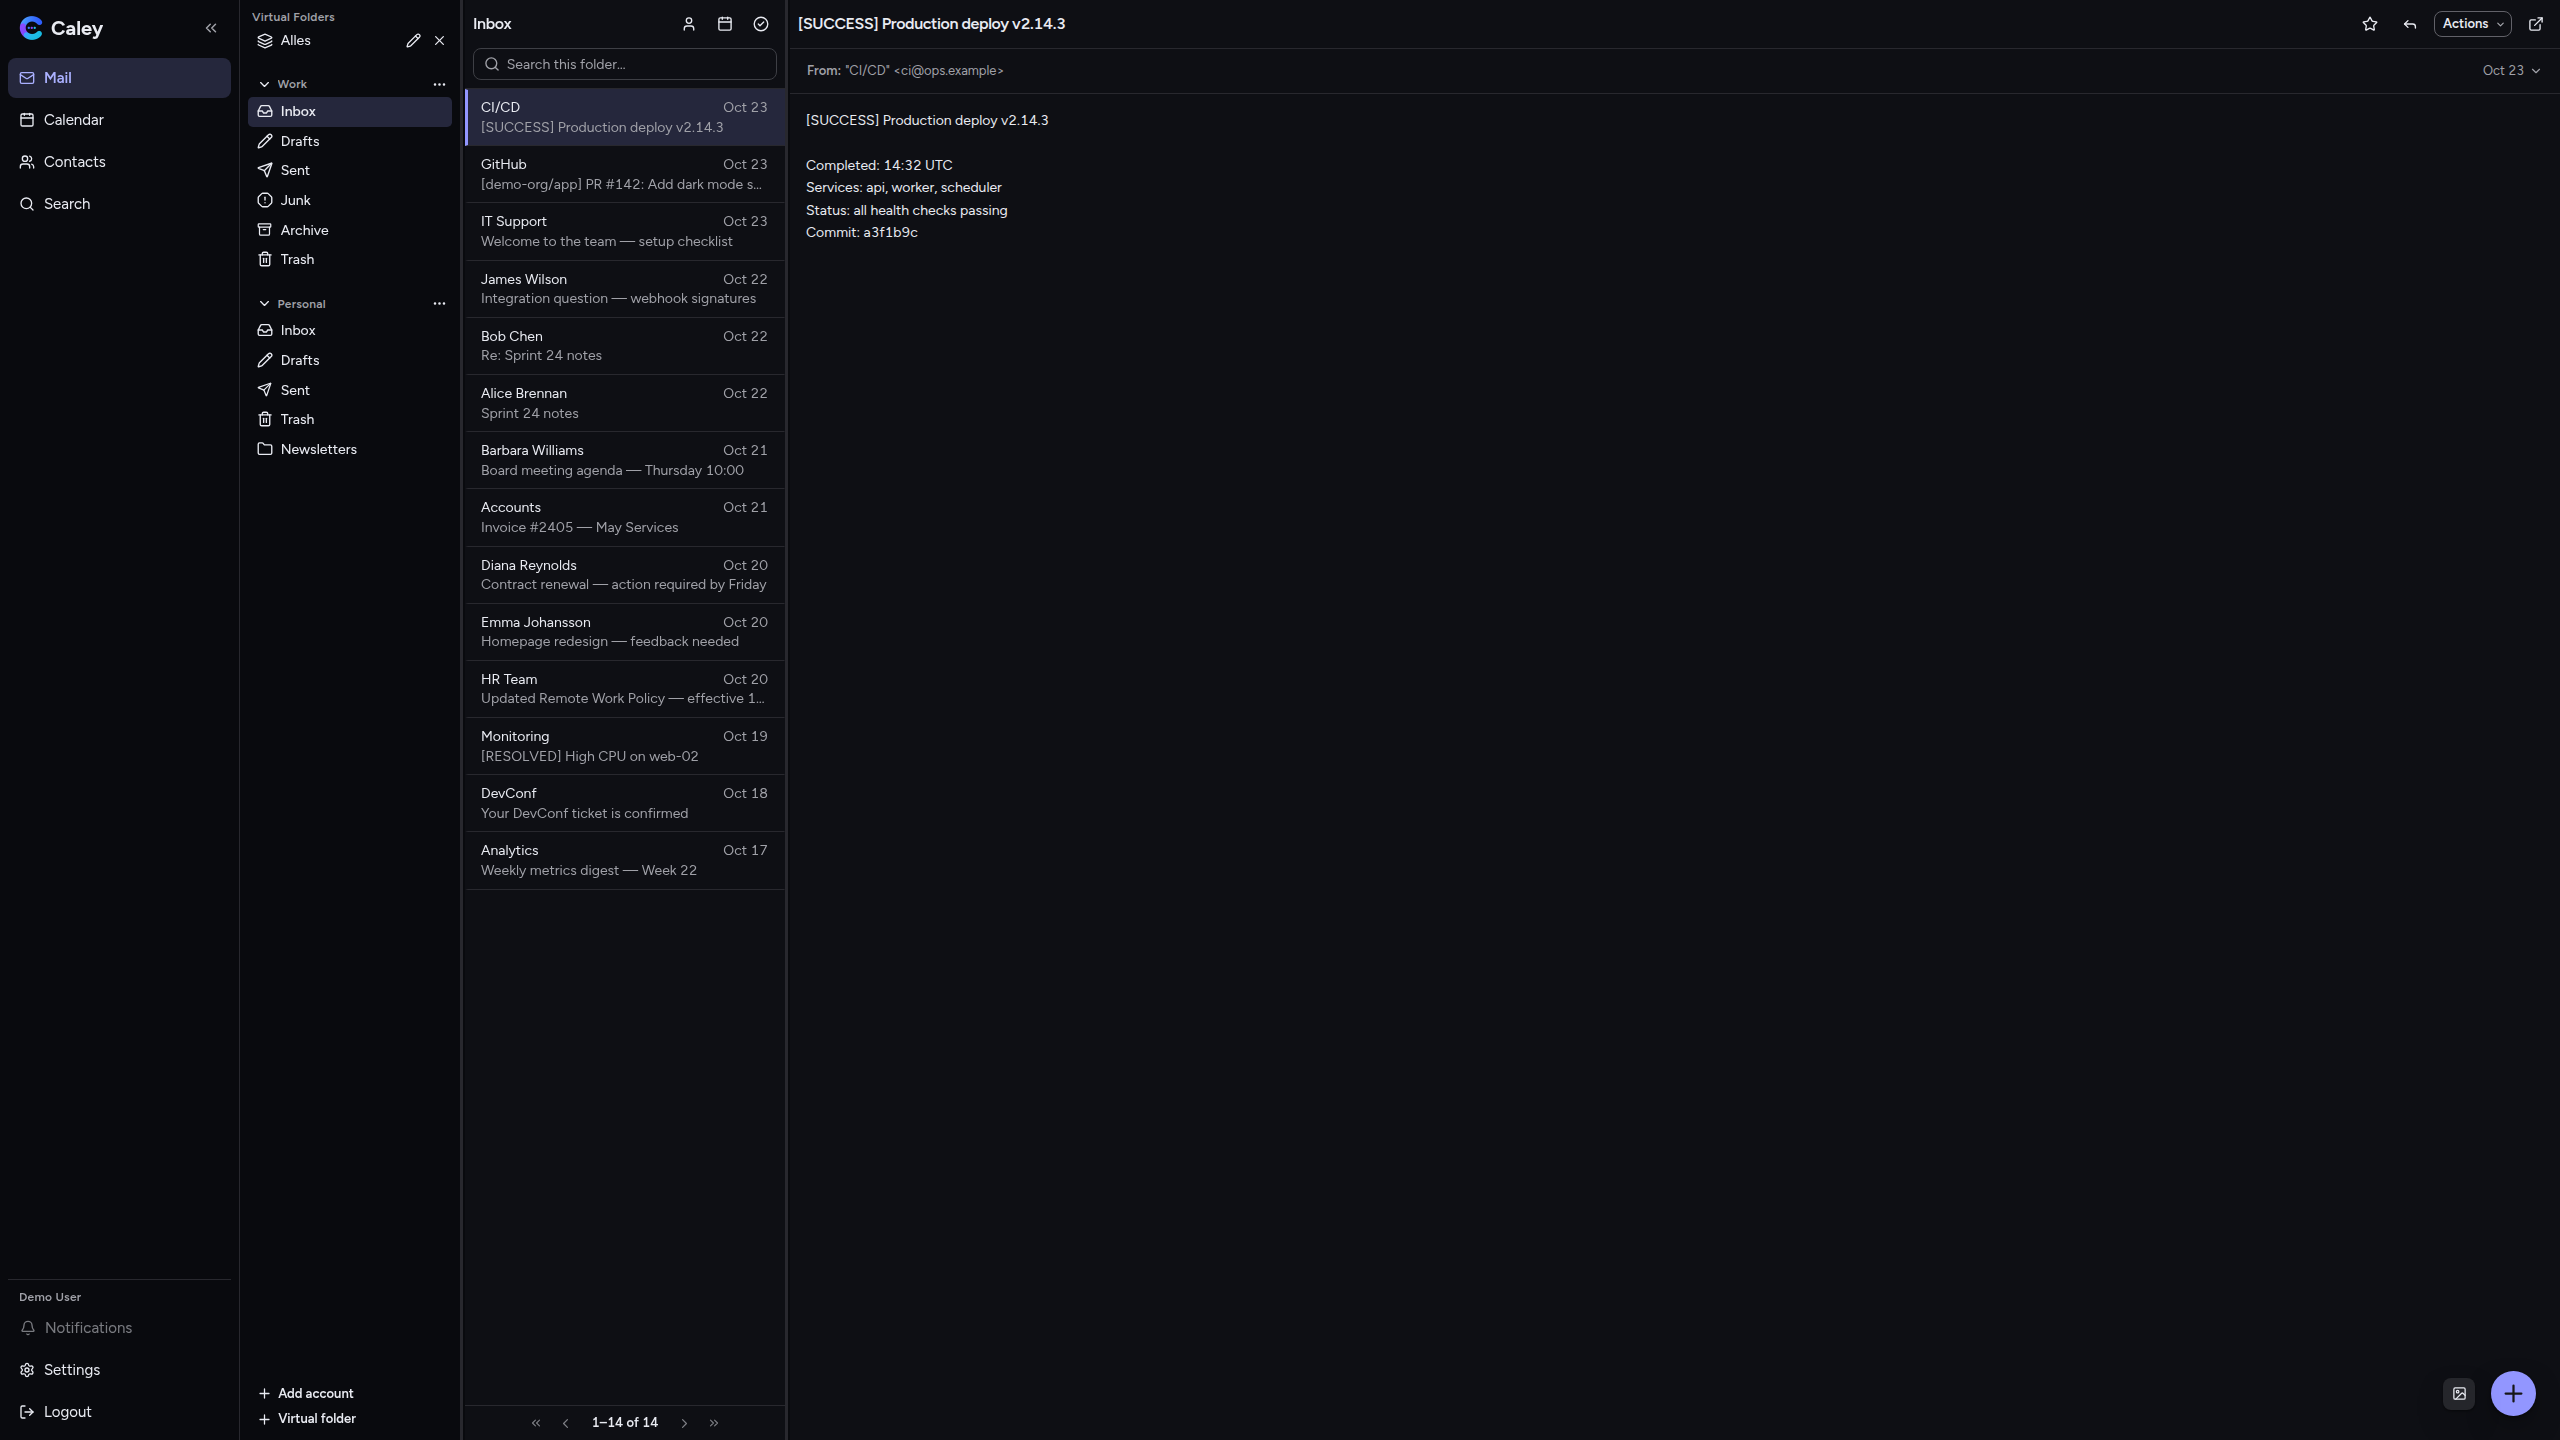 Caley
Mail
Calendar
Contacts
Search
Demo User
Notifications
Settings
Logout
Virtual Folders
Alles
Work
Inbox
Drafts
Sent
Junk
Archive
Trash
Personal
Inbox
Drafts
Sent
Trash
Newsletters
Add account
Virtual folder
Inbox
Search this folder...
CI/CD Oct 23
[SUCCESS] Production deploy v2.14.3
GitHub Oct 23
[demo-org/app] PR #142: Add dark mode s...
IT Support Oct 23
Welcome to the team — setup checklist
James Wilson Oct 22
Integration question — webhook signatures
Bob Chen Oct 22
Re: Sprint 24 notes
Alice Brennan Oct 22
Sprint 24 notes
Barbara Williams Oct 21
Board meeting agenda — Thursday 10:00
Accounts Oct 21
Invoice #2405 — May Services
Diana Reynolds Oct 20
Contract renewal — action required by Friday
Emma Johansson Oct 20
Homepage redesign — feedback needed
HR Team Oct 20
Updated Remote Work Policy — effective 1...
Monitoring Oct 19
[RESOLVED] High CPU on web-02
DevConf Oct 18
Your DevConf ticket is confirmed
Analytics Oct 17
Weekly metrics digest — Week 22
1–14 of 14
[SUCCESS] Production deploy v2.14.3
Actions
From: "CI/CD" <ci@ops.example> Oct 23
[SUCCESS] Production deploy v2.14.3
Completed: 14:32 UTC
Services: api, worker, scheduler
Status: all health checks passing
Commit: a3f1b9c